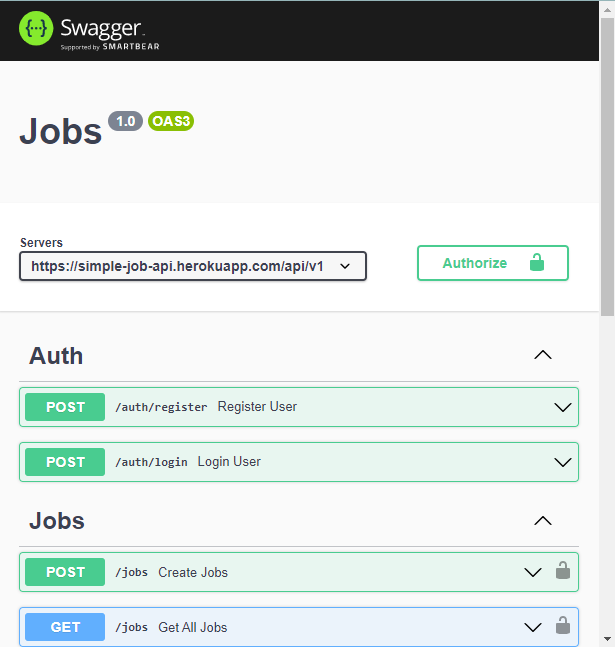 {···} Swagger
Supported by SMARTBEAR
Jobs 1.0 OAS3
Servers
https://simple-job-api.herokuapp.com/api/v1
Authorize
Auth
POST /auth/register Register User
POST /auth/login Login User
Jobs
POST /jobs Create Jobs
GET /jobs Get All Jobs